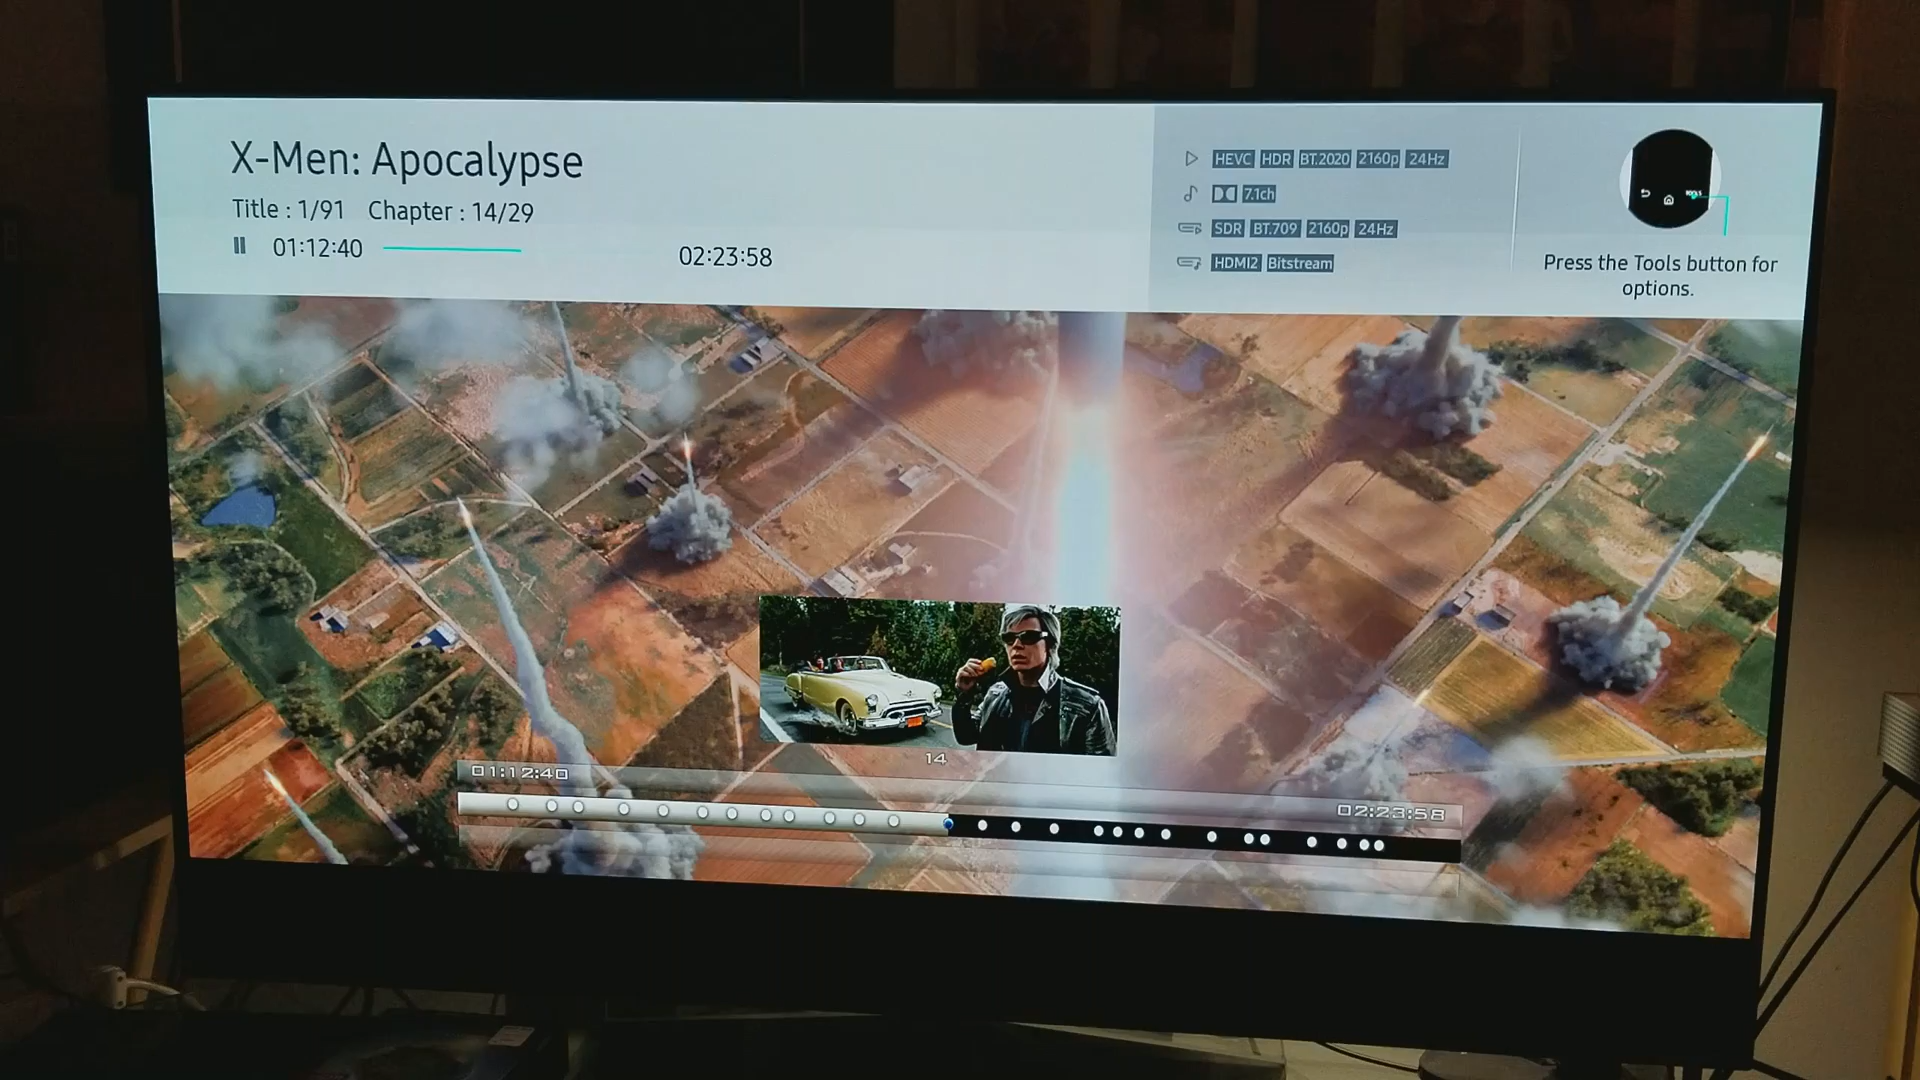 X-Men: Apocalypse
Title : 1/91 Chapter : 14/29
01:12:40 02:23:58
HEVC HDR BT.2020 2160p 24Hz
7.1ch
SDR BT.709 2160p 24Hz
HDMI2 Bitstream
TOOLS
Press the Tools button for
options.
14
01:12:40
02:23:58